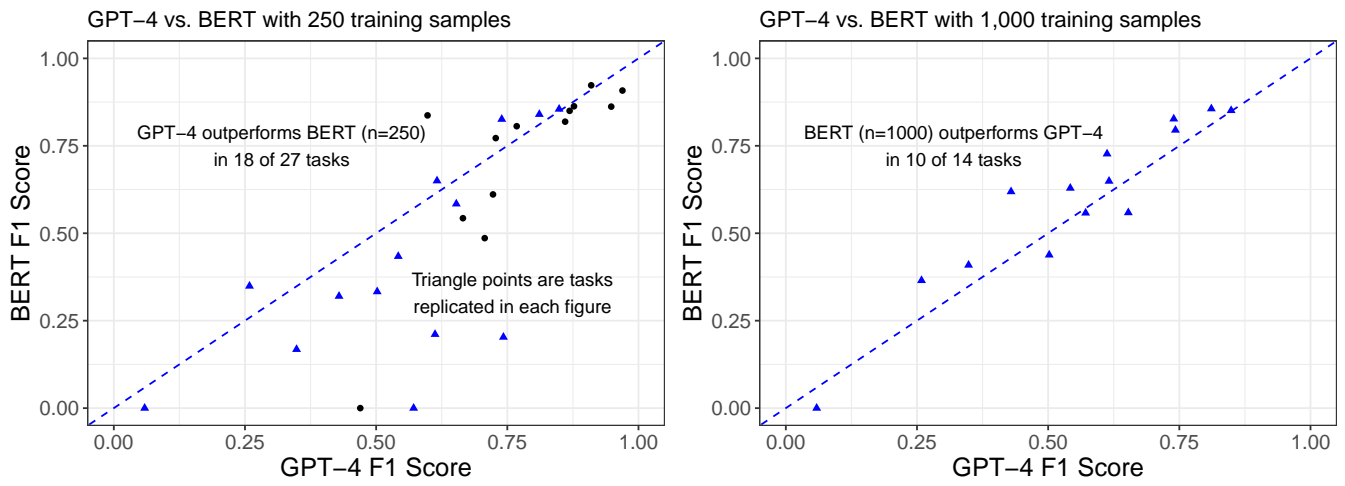 GPT−4 vs. BERT with 250 training samples
1.00
0.75
0.50
0.25
0.00
BERT F1 Score
GPT−4 outperforms BERT (n=250)
in 18 of 27 tasks
Triangle points are tasks
replicated in each figure
0.00 0.25 0.50 0.75 1.00
GPT−4 F1 Score
GPT−4 vs. BERT with 1,000 training samples
1.00
0.75
0.50
0.25
0.00
BERT F1 Score
BERT (n=1000) outperforms GPT−4
in 10 of 14 tasks
0.00 0.25 0.50 0.75 1.00
GPT−4 F1 Score